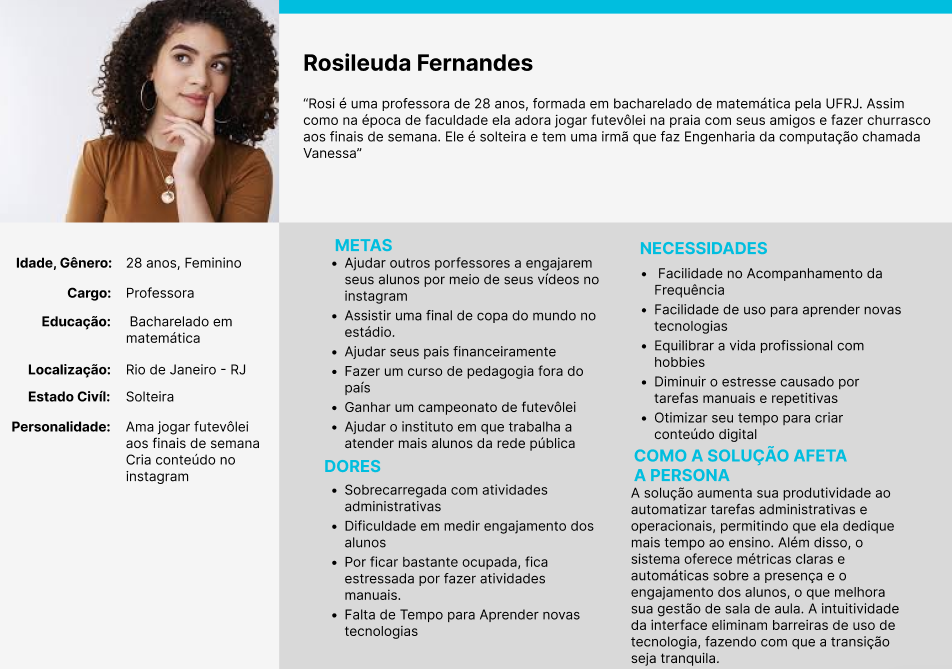 Rosileuda Fernandes
“Rosi é uma professora de 28 anos, formada em bacharelado de matemática pela UFRJ. Assim
como na época de faculdade ela adora jogar futevôlei na praia com seus amigos e fazer churrasco
aos finais de semana. Ele é solteira e tem uma irmã que faz Engenharia da computação chamada
Vanessa”
Idade, Gênero: 28 anos, Feminino
Cargo: Professora
Educação: Bacharelado em
matemática
Localização: Rio de Janeiro - RJ
Estado Civíl: Solteira
Personalidade: Ama jogar futevôlei
aos finais de semana
Cria conteúdo no
instagram
METAS
• Ajudar outros porfessores a engajarem
seus alunos por meio de seus vídeos no
instagram
• Assistir uma final de copa do mundo no
estádio.
• Ajudar seus pais financeiramente
• Fazer um curso de pedagogia fora do
país
• Ganhar um campeonato de futevôlei
• Ajudar o instituto em que trabalha a
atender mais alunos da rede pública
DORES
• Sobrecarregada com atividades
administrativas
• Dificuldade em medir engajamento dos
alunos
• Por ficar bastante ocupada, fica
estressada por fazer atividades
manuais.
• Falta de Tempo para Aprender novas
tecnologias
NECESSIDADES
• Facilidade no Acompanhamento da
Frequência
• Facilidade de uso para aprender novas
tecnologias
• Equilibrar a vida profissional com
hobbies
• Diminuir o estresse causado por
tarefas manuais e repetitivas
• Otimizar seu tempo para criar
conteúdo digital
COMO A SOLUÇÃO AFETA
A PERSONA
A solução aumenta sua produtividade ao
automatizar tarefas administrativas e
operacionais, permitindo que ela dedique
mais tempo ao ensino. Além disso, o
sistema oferece métricas claras e
automáticas sobre a presença e o
engajamento dos alunos, o que melhora
sua gestão de sala de aula. A intuitividade
da interface eliminam barreiras de uso de
tecnologia, fazendo com que a transição
seja tranquila.